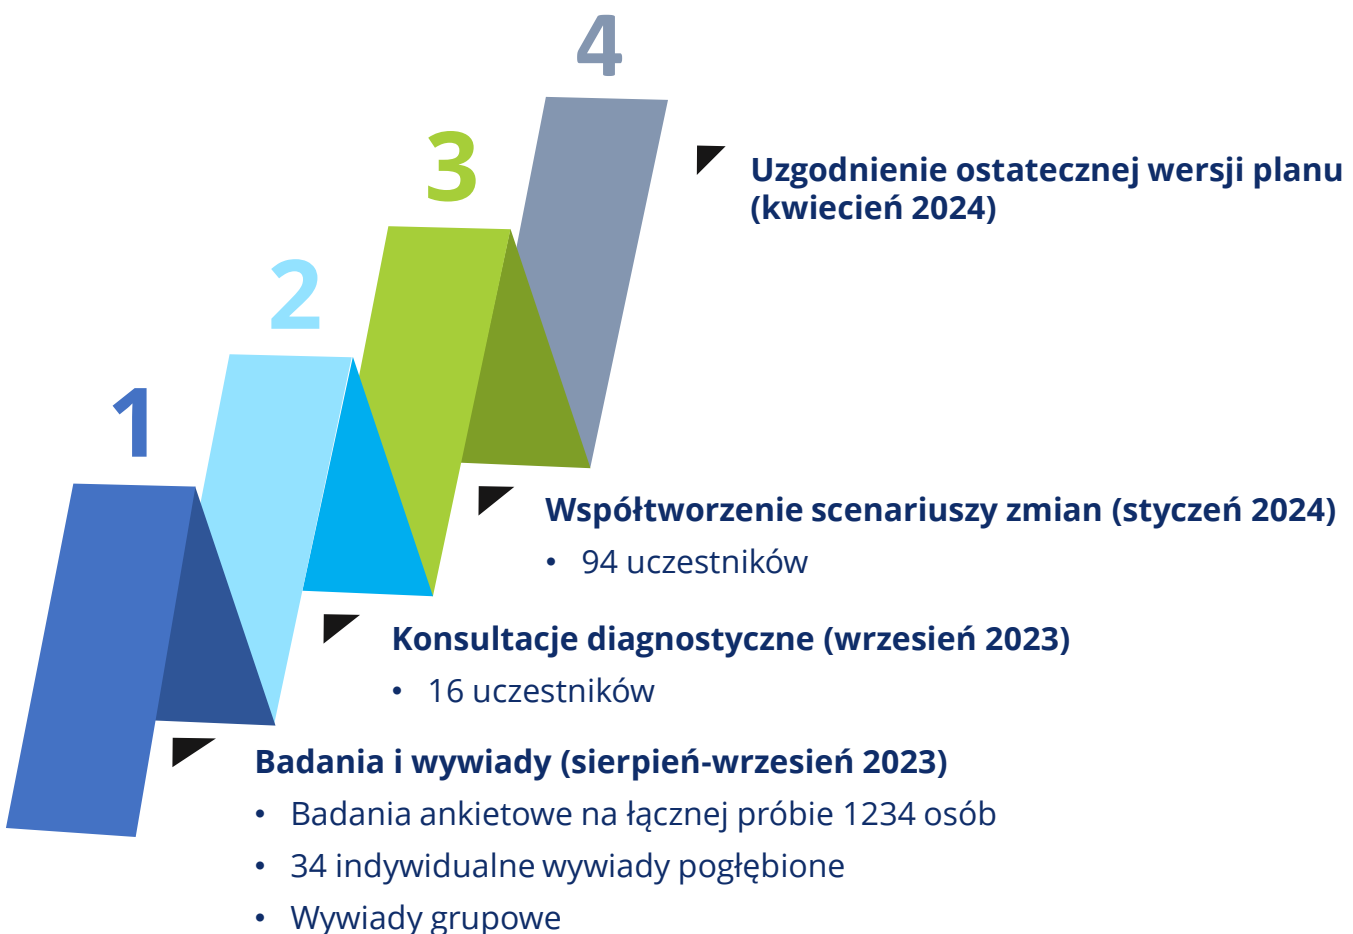 4
Uzgodnienie ostatecznej wersji planu
(kwiecień 2024)
3
2
1
Współtworzenie scenariuszy zmian (styczeń 2024)
• 94 uczestników
Konsultacje diagnostyczne (wrzesień 2023)
• 16 uczestników
Badania i wywiady (sierpień-wrzesień 2023)
• Badania ankietowe na łącznej próbie 1234 osób
• 34 indywidualne wywiady pogłębione
• Wywiady grupowe